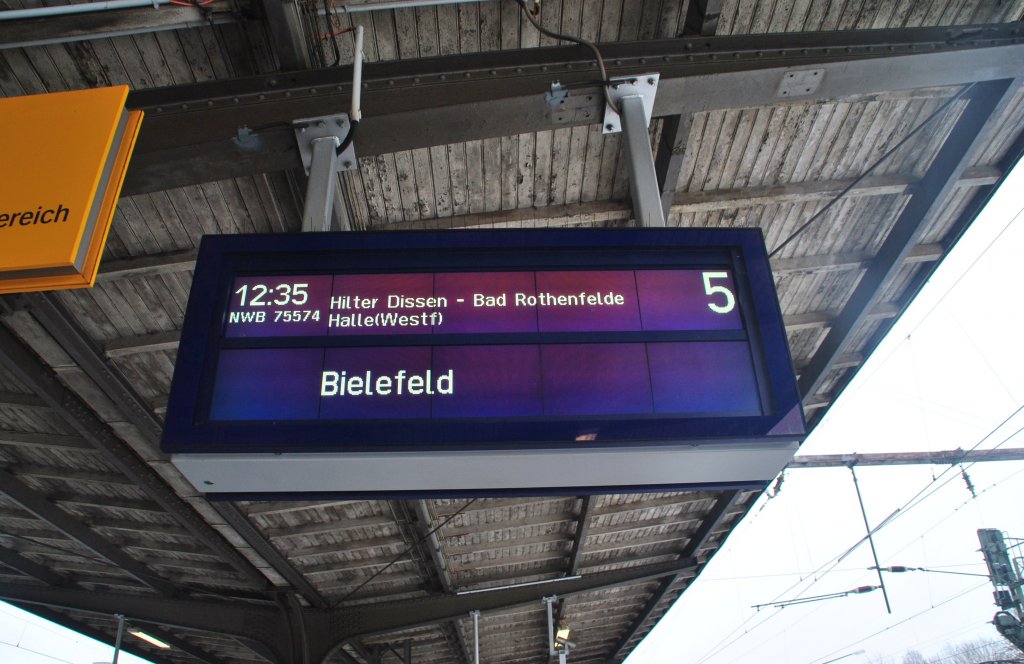 ereich
12:35 Hilter Dissen - Bad Rothenfelde 5
NWB 75574 Halle(Westf)
Bielefeld